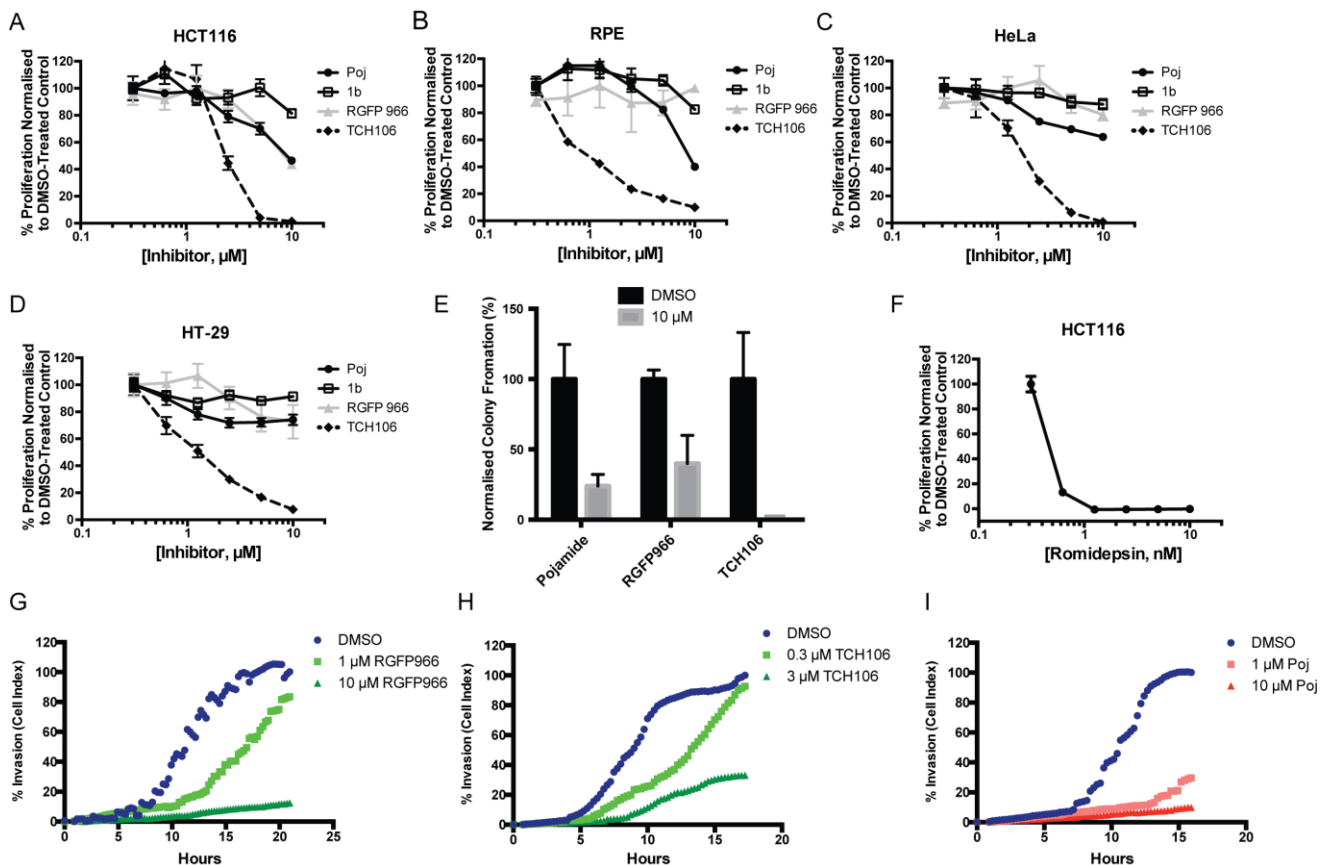 A
HCT116
% Proliferation Normalised
to DMSO-Treated Control
120
100
80
60
40
20
0
0.1
1
10
[Inhibitor, µM]
Poj
1b
RGFP 966
TCH106
B
RPE
% Proliferation Normalised
to DMSO-Treated Control
120
100
80
60
40
20
0
0.1
1
10
[Inhibitor, µM]
Poj
1b
RGFP 966
TCH106
C
HeLa
% Proliferation Normalised
to DMSO-Treated Control
120
100
80
60
40
20
0
0.1
1
10
[Inhibitor, µM]
Poj
1b
RGFP 966
TCH106
D
HT-29
% Proliferation Normalised
to DMSO-Treated Control
120
100
80
60
40
20
0
0.1
1
10
[Inhibitor, µM]
Poj
1b
RGFP 966
TCH106
E
DMSO
10 µM
Normalised Colony Fromation (%)
150
100
50
0
Pojamide
RGFP966
TCH106
F
HCT116
% Proliferation Normalised
to DMSO-Treated Control
120
100
80
60
40
20
0
0.1
1
10
[Romidepsin, nM]
G
% Invasion (Cell Index)
120
100
80
60
40
20
0
0
5
10
15
20
25
Hours
DMSO
1 µM RGFP966
10 µM RGFP966
H
% Invasion (Cell Index)
120
100
80
60
40
20
0
0
5
10
15
20
Hours
DMSO
0.3 µM TCH106
3 µM TCH106
I
% Invasion (Cell Index)
120
100
80
60
40
20
0
0
5
10
15
20
Hours
DMSO
1 µM Poj
10 µM Poj